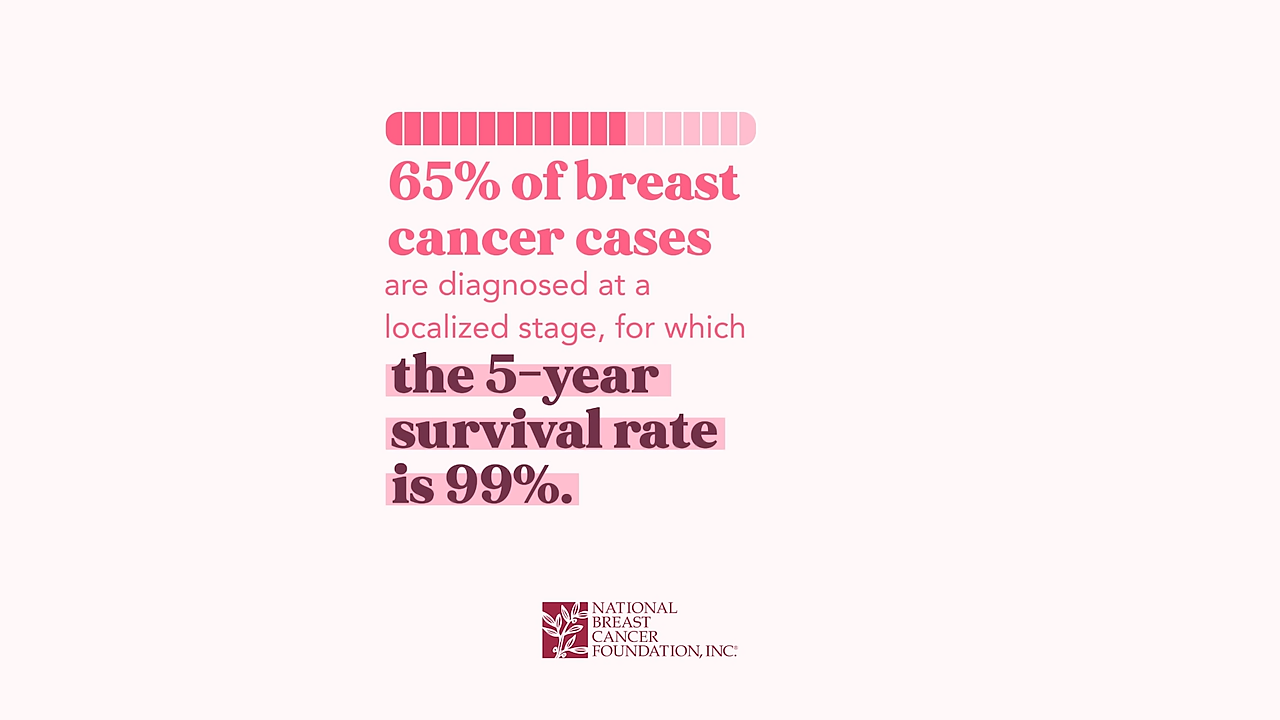 65% of breast
cancer cases
are diagnosed at a
localized stage, for which
the 5-year
survival rate
is 99%.
NATIONAL
BREAST
CANCER
FOUNDATION, INC.®